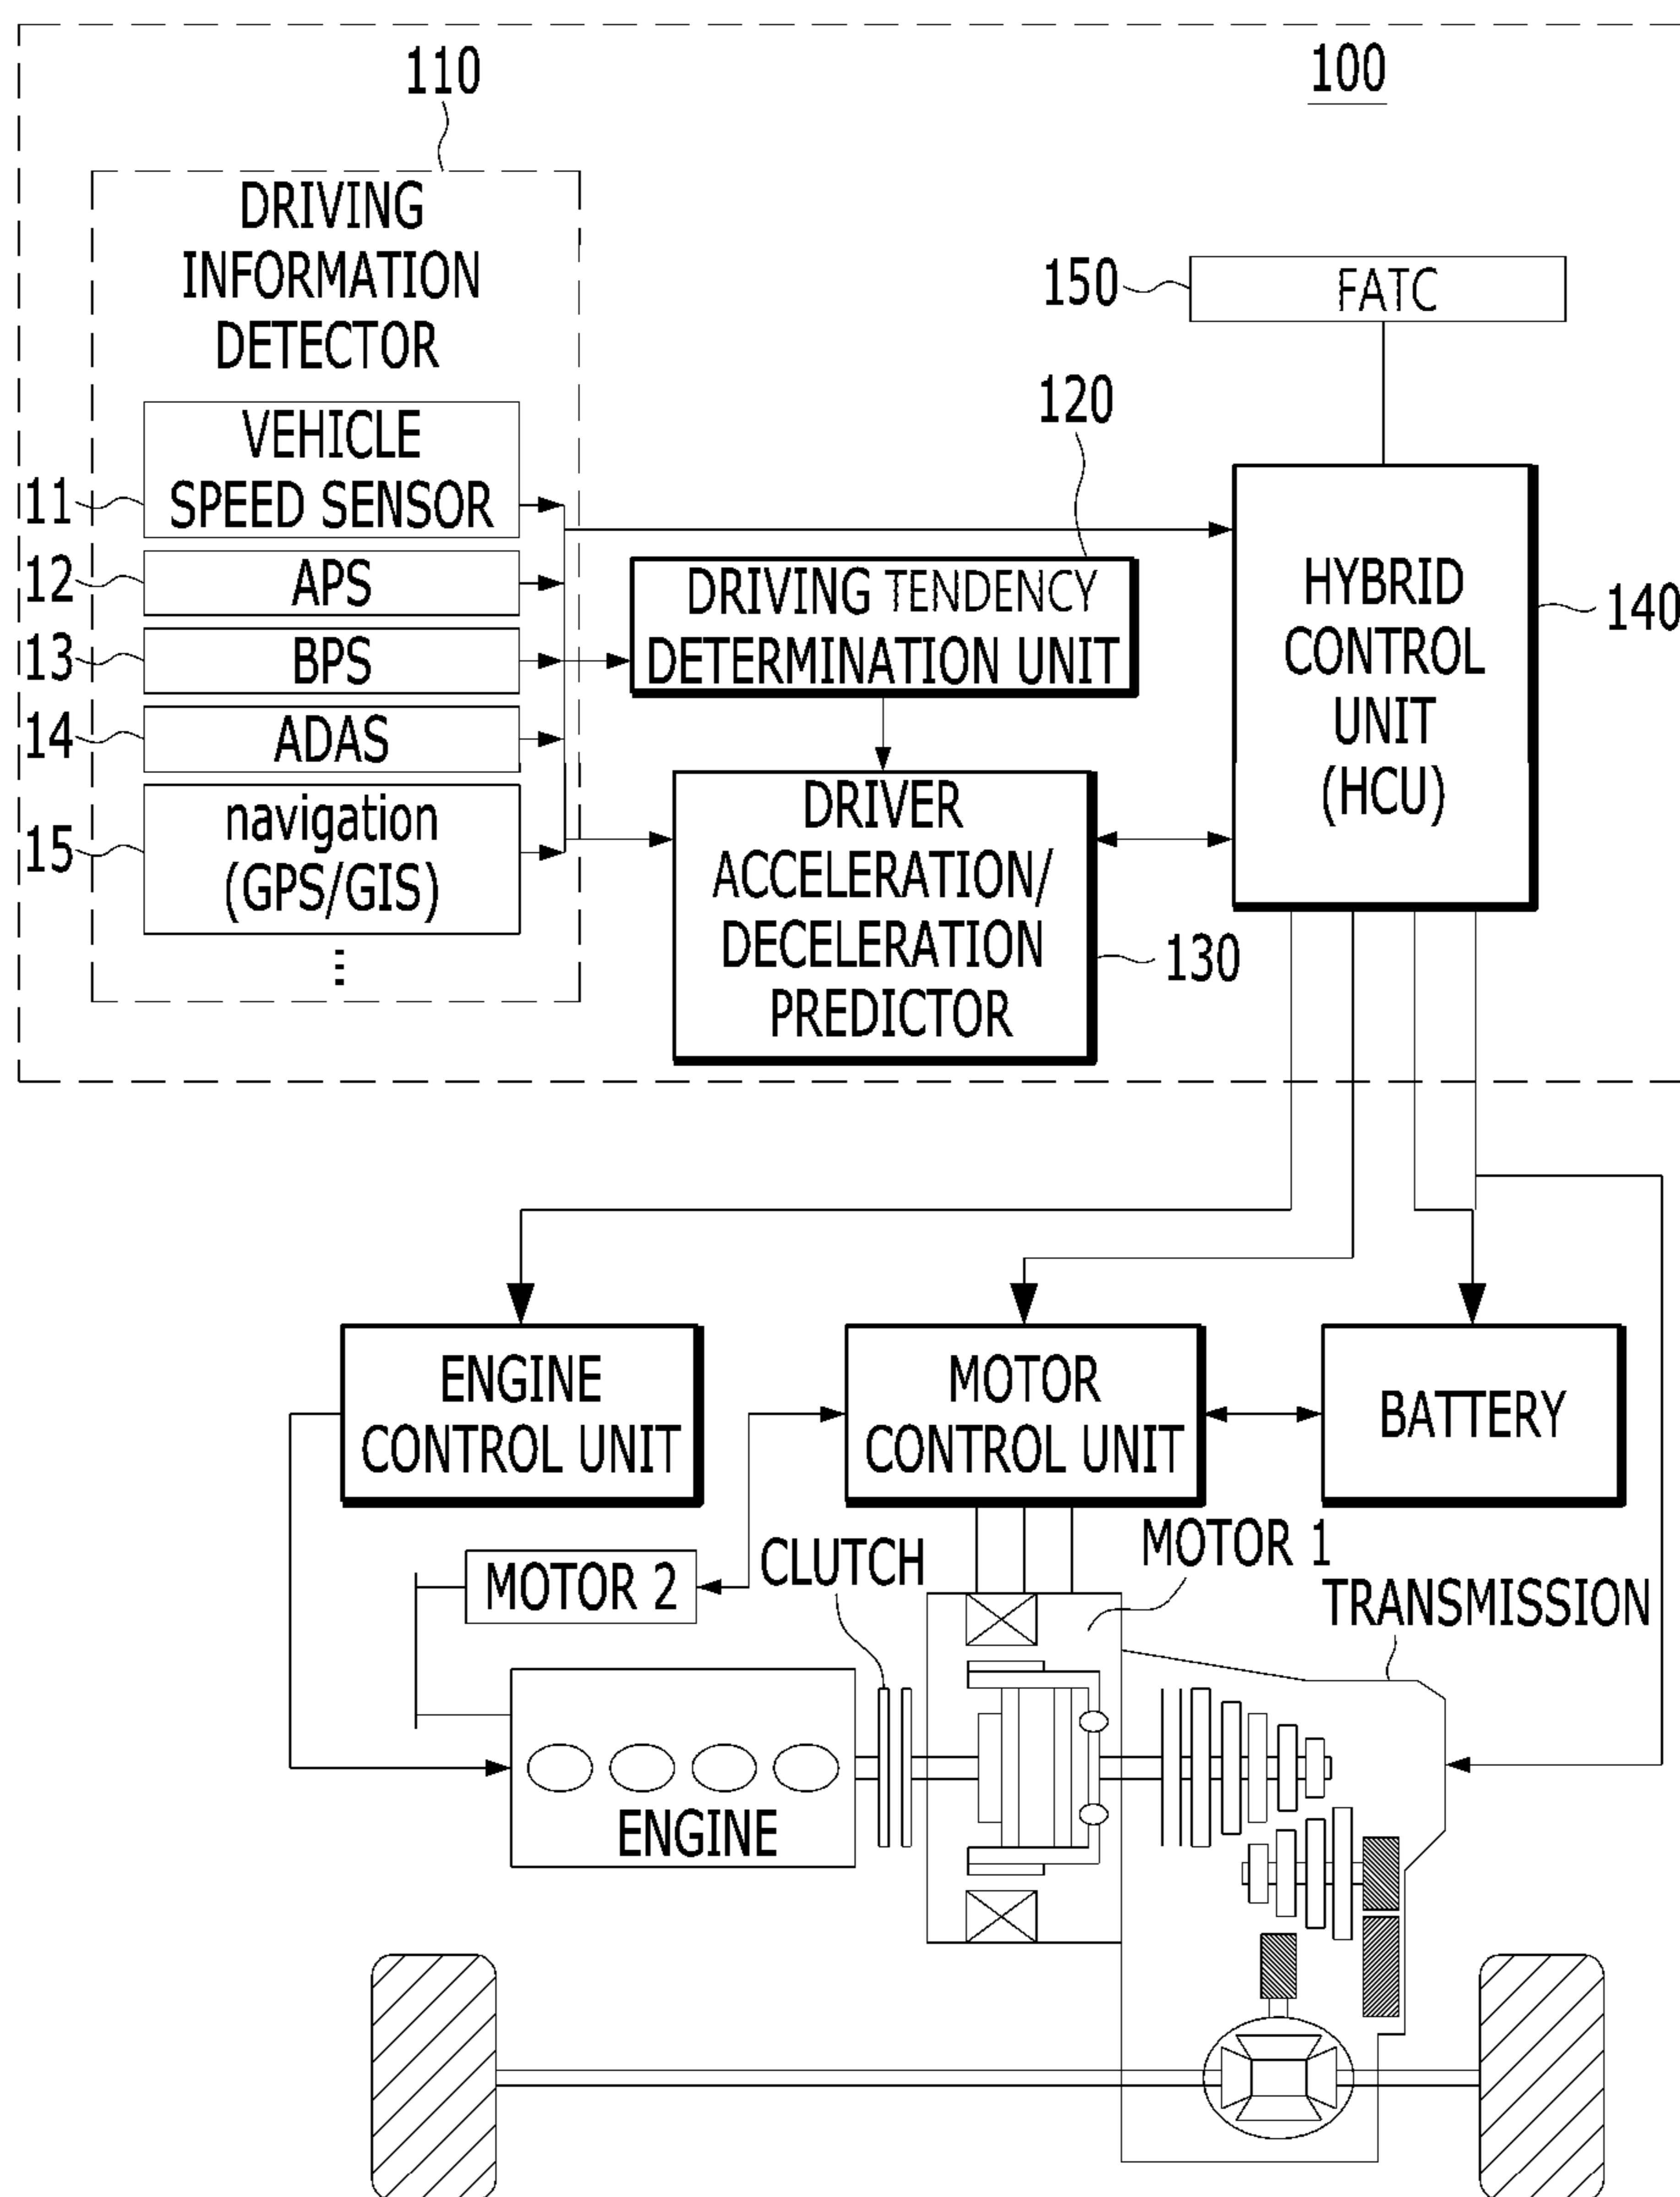 110
100
DRIVING
INFORMATION
DETECTOR
150
FATC
120
VEHICLE
SPEED SENSOR
11
12
APS
13
BPS
14
ADAS
15
navigation
(GPS/GIS)
...
DRIVING TENDENCY
DETERMINATION UNIT
HYBRID
CONTROL
UNIT
(HCU)
140
DRIVER
ACCELERATION/
DECELERATION
PREDICTOR
130
ENGINE
CONTROL UNIT
MOTOR
CONTROL UNIT
BATTERY
MOTOR 2
CLUTCH
MOTOR 1
TRANSMISSION
ENGINE